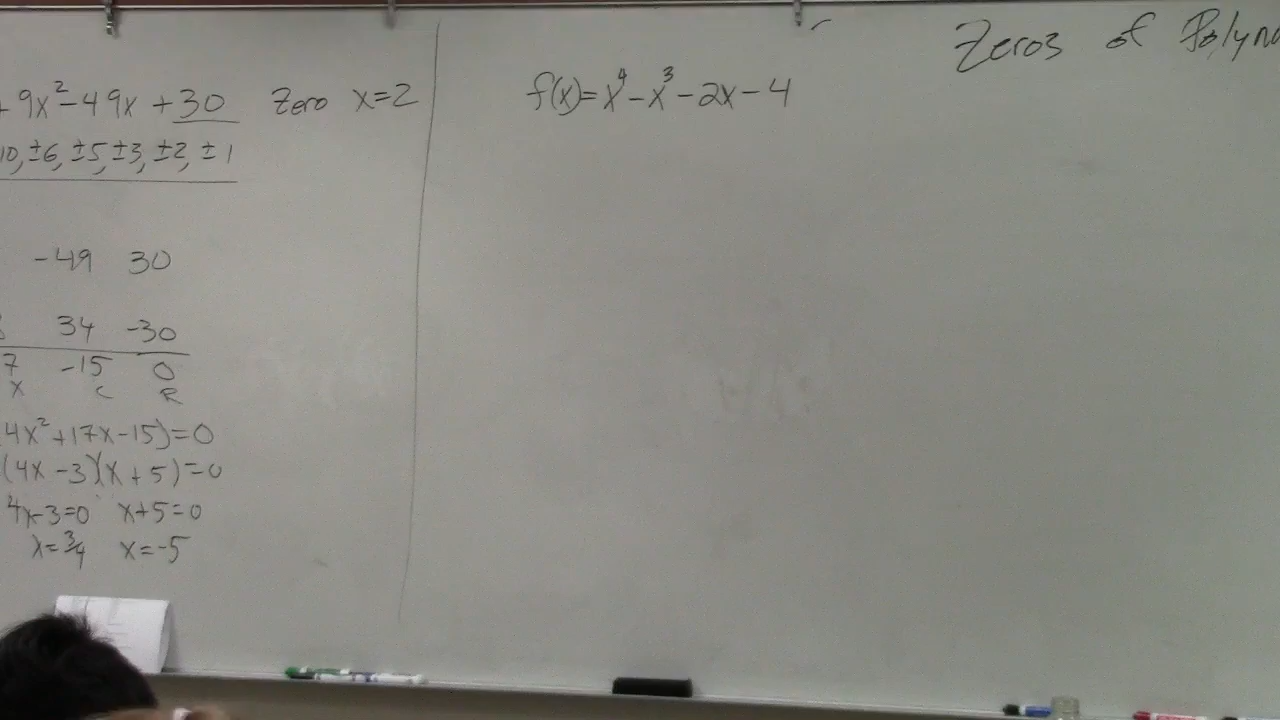 + 9x² - 49x + 30 Zero x = 2
10, ±6, ±5, ±3, ±2, ±1
-49 30
34 -30
7 -15 0
x c R
4x² + 17x - 15) = 0
(4x - 3)(x + 5) = 0
4x - 3 = 0 x + 5 = 0
x = 3/4 x = -5
f(x) = x⁴ - x³ - 2x - 4
Zeros of Polyno